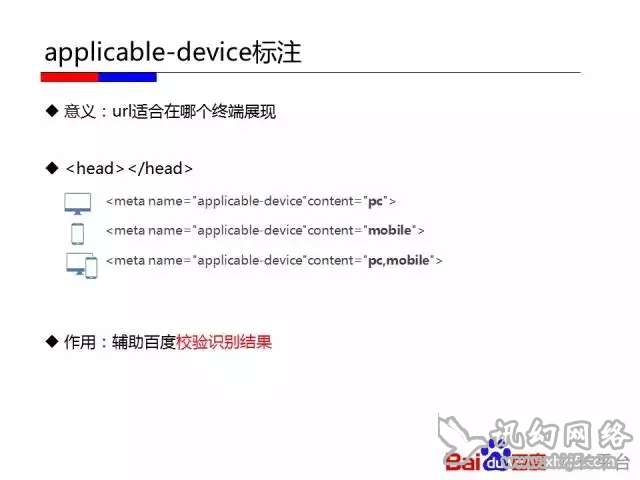 applicable-device标注
◆ 意义：url适合在哪个终端展现
◆ <head></head>
<meta name="applicable-device"content="pc">
<meta name="applicable-device"content="mobile">
<meta name="applicable-device"content="pc,mobile">
◆ 作用：辅助百度校验识别结果
讯幻网络
Bai du 百度
平台